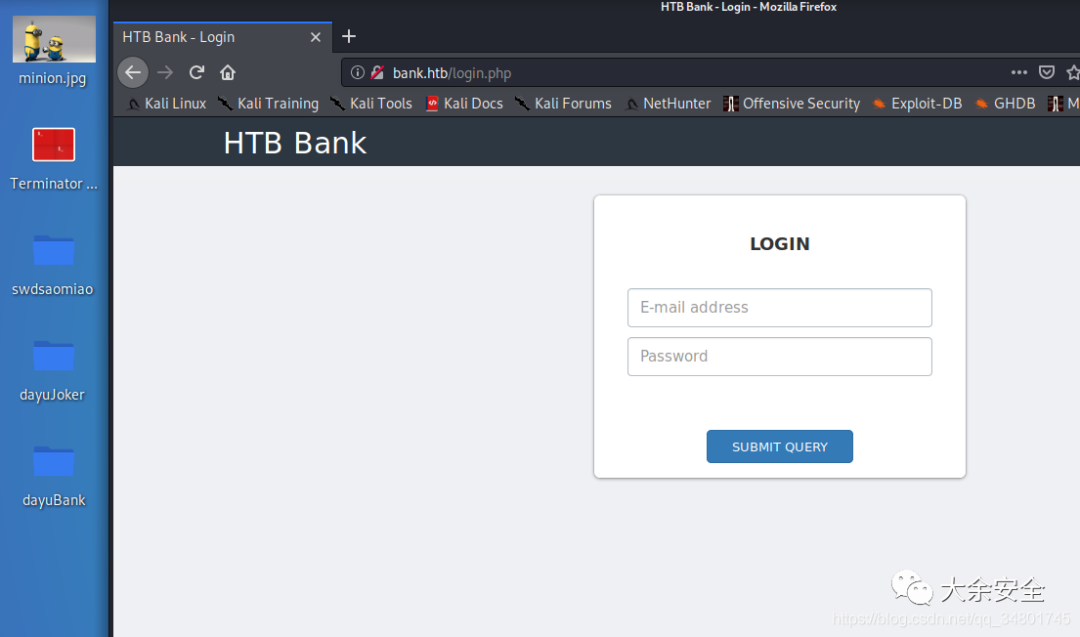 HTB Bank - Login - Mozilla Firefox
HTB Bank - Login
bank.htb/login.php
Kali Linux Kali Training Kali Tools Kali Docs Kali Forums NetHunter Offensive Security Exploit-DB GHDB M
HTB Bank
minion.jpg
Terminator ...
swdsaomiao
dayuJoker
dayuBank
LOGIN
E-mail address
Password
SUBMIT QUERY
大余安全
https://blog.csdn.net/qq_34801745